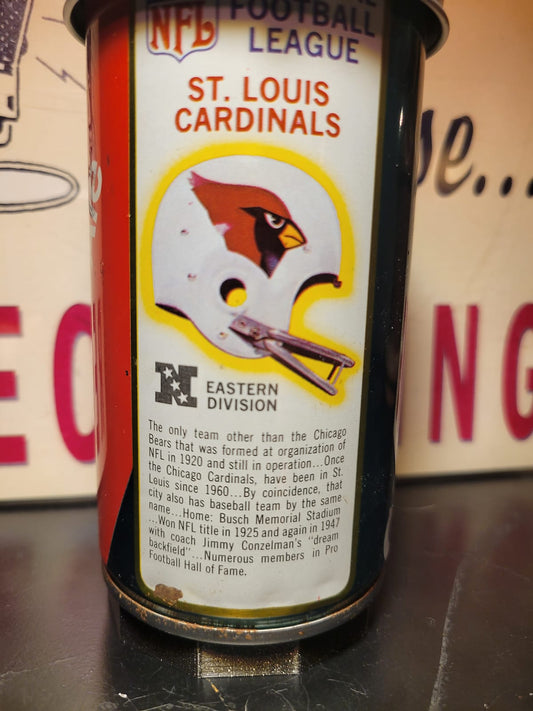 NFL
FOOTBALL
LEAGUE
ST. LOUIS
CARDINALS
N EASTERN
DIVISION
The only team other than the Chicago
Bears that was formed at organization of
NFL in 1920 and still in operation...Once
the Chicago Cardinals, have been in St.
Louis since 1960...By coincidence, that
city also has baseball team by the same
name...Home: Busch Memorial Stadium
...Won NFL title in 1925 and again in 1947
with coach Jimmy Conzelman's "dream
backfield"...Numerous members in Pro
Football Hall of Fame.